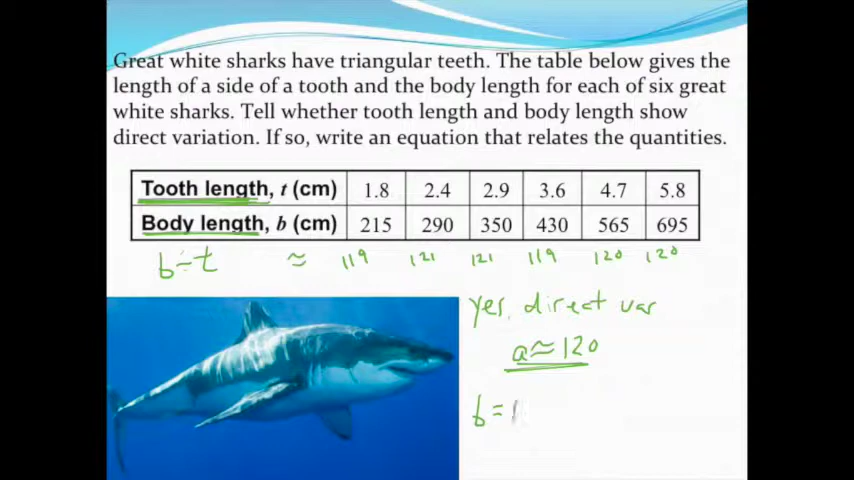 Great white sharks have triangular teeth. The table below gives the
length of a side of a tooth and the body length for each of six great
white sharks. Tell whether tooth length and body length show
direct variation. If so, write an equation that relates the quantities.
Tooth length, t (cm) 1.8 2.4 2.9 3.6 4.7 5.8
Body length, b (cm) 215 290 350 430 565 695
b÷t ≈ 119 121 121 119 120 120
yes, direct var
a≈120
b=